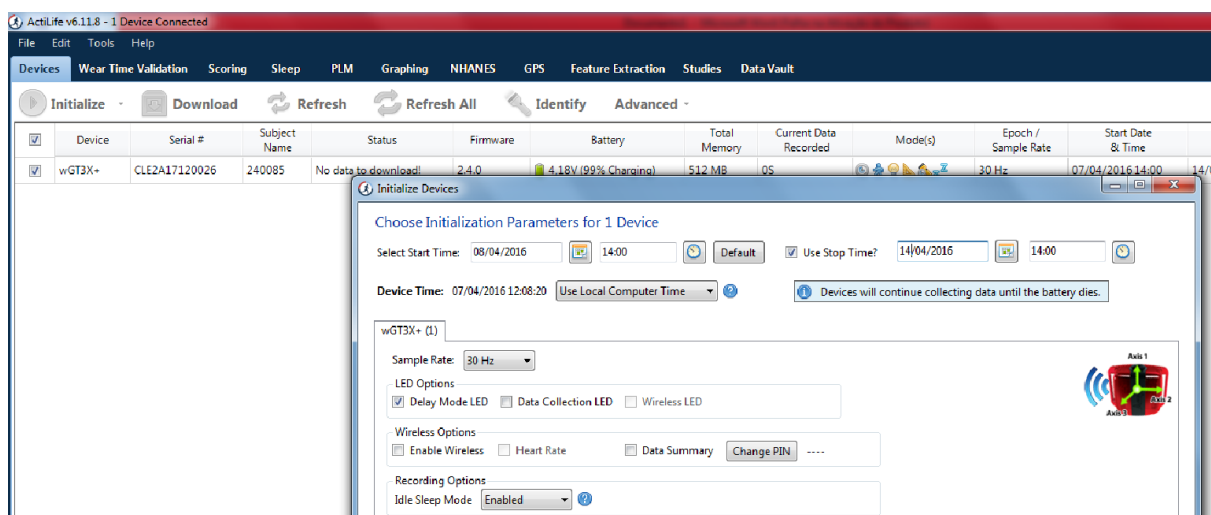 ActiLife v6.11.8 - 1 Device Connected
File Edit Tools Help
Devices Wear Time Validation Scoring Sleep PLM Graphing NHANES GPS Feature Extraction Studies Data Vault
Initialize Download Refresh Refresh All Identify Advanced
Device Serial # Subject Name Status Firmware Battery Total Memory Current Data Recorded Mode(s) Epoch / Sample Rate Start Date & Time
wGT3X+ CLE2A17120026 240085 No data to download! 2.4.0 4.18V (99% Charging) 512 MB 0S 30 Hz 07/04/2016 14:00 14/
Initialize Devices
Choose Initialization Parameters for 1 Device
Select Start Time: 08/04/2016 14:00 Default Use Stop Time? 14/04/2016 14:00
Device Time: 07/04/2016 12:08:20 Use Local Computer Time Devices will continue collecting data until the battery dies.
wGT3X+ (1)
Sample Rate: 30 Hz
Axis 1
LED Options
Delay Mode LED Data Collection LED Wireless LED
Axis 2
Axis 3
Wireless Options
Enable Wireless Heart Rate Data Summary Change PIN ----
Recording Options
Idle Sleep Mode Enabled